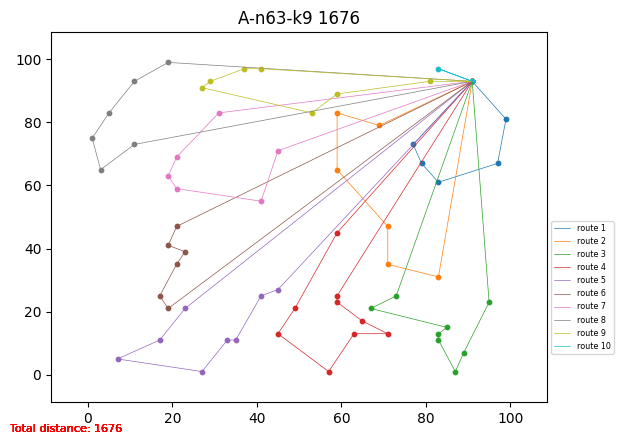 A-n63-k9 1676
100
80
60
40
20
0
0 20 40 60 80 100
route 1
route 2
route 3
route 4
route 5
route 6
route 7
route 8
route 9
route 10
Total distance: 1676